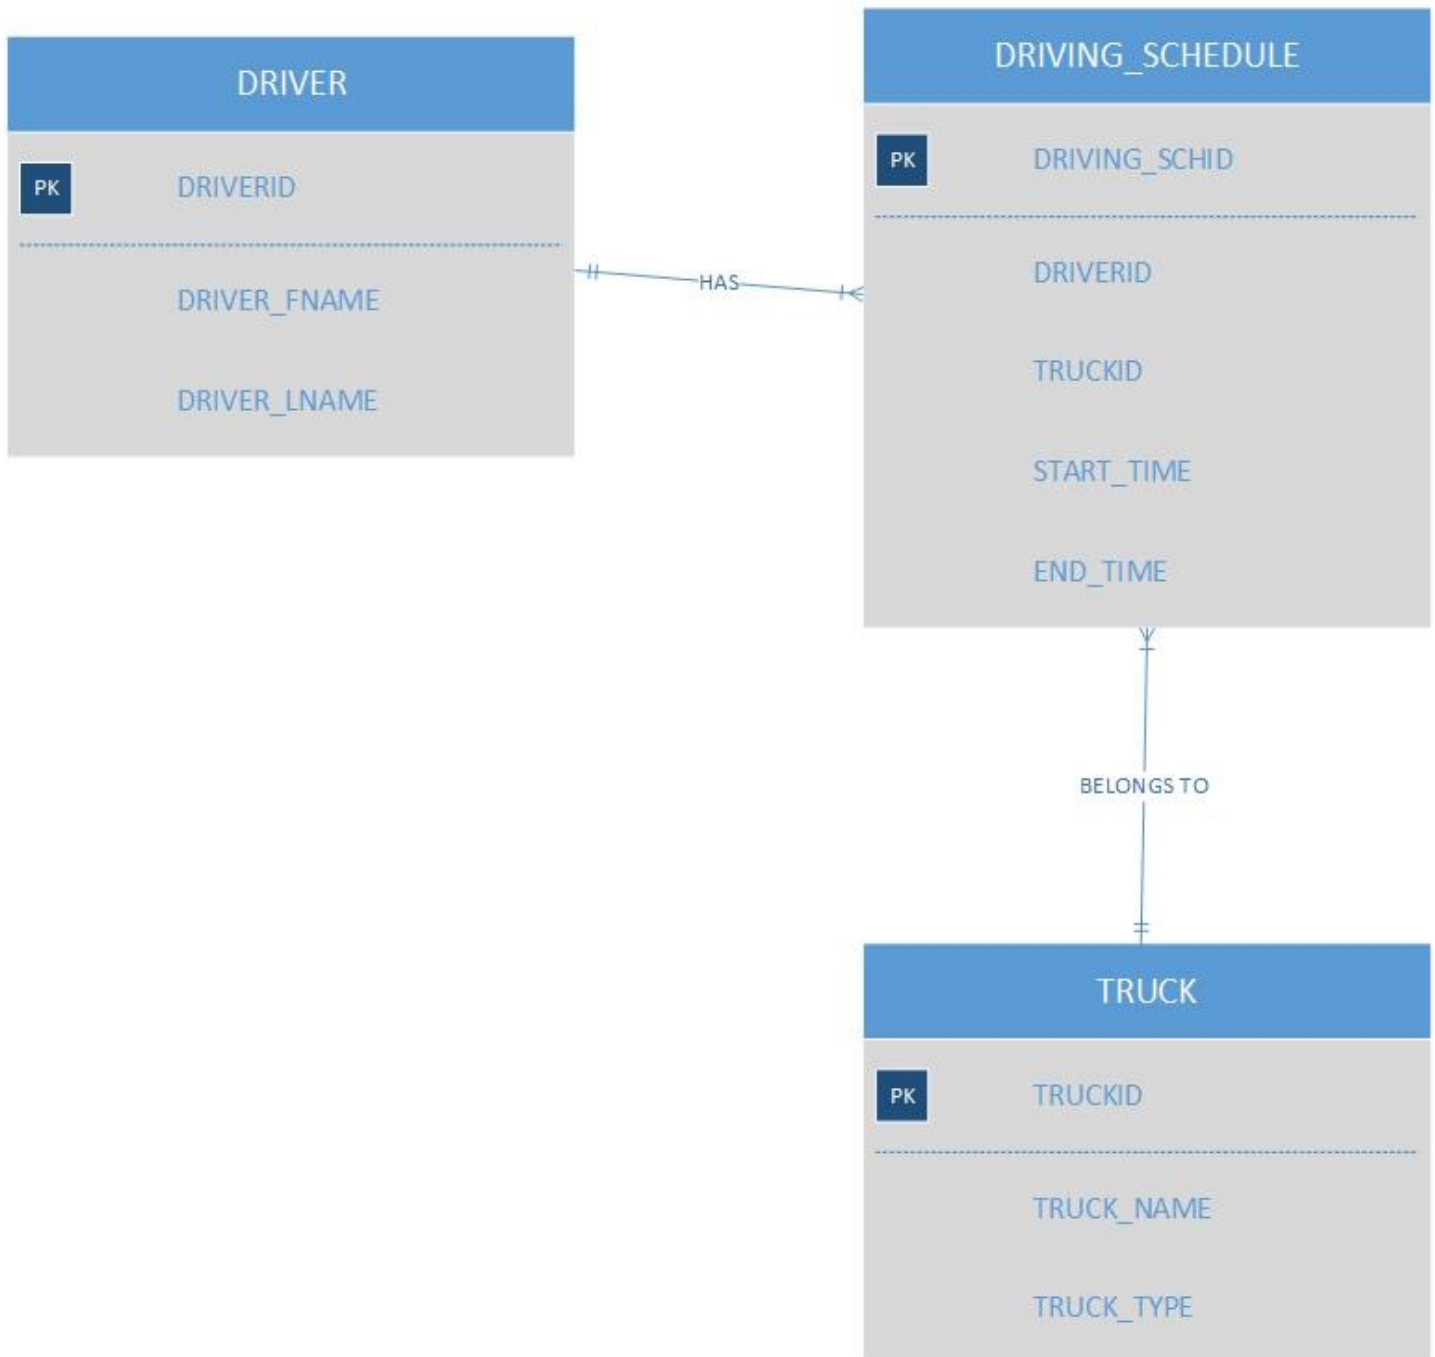 DRIVER
PK DRIVERID
DRIVER_FNAME
DRIVER_LNAME
HAS
DRIVING_SCHEDULE
PK DRIVING_SCHID
DRIVERID
TRUCKID
START_TIME
END_TIME
BELONGS TO
TRUCK
PK TRUCKID
TRUCK_NAME
TRUCK_TYPE